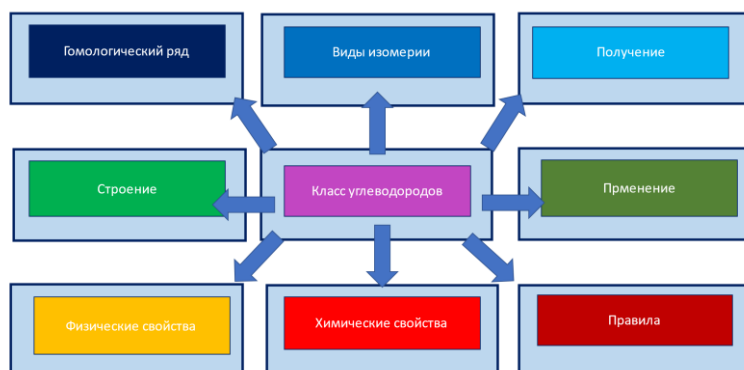 Гомологический ряд
Виды изомерии
Получение
Строение
Класс углеводородов
Прменение
Физические свойства
Химические свойства
Правила